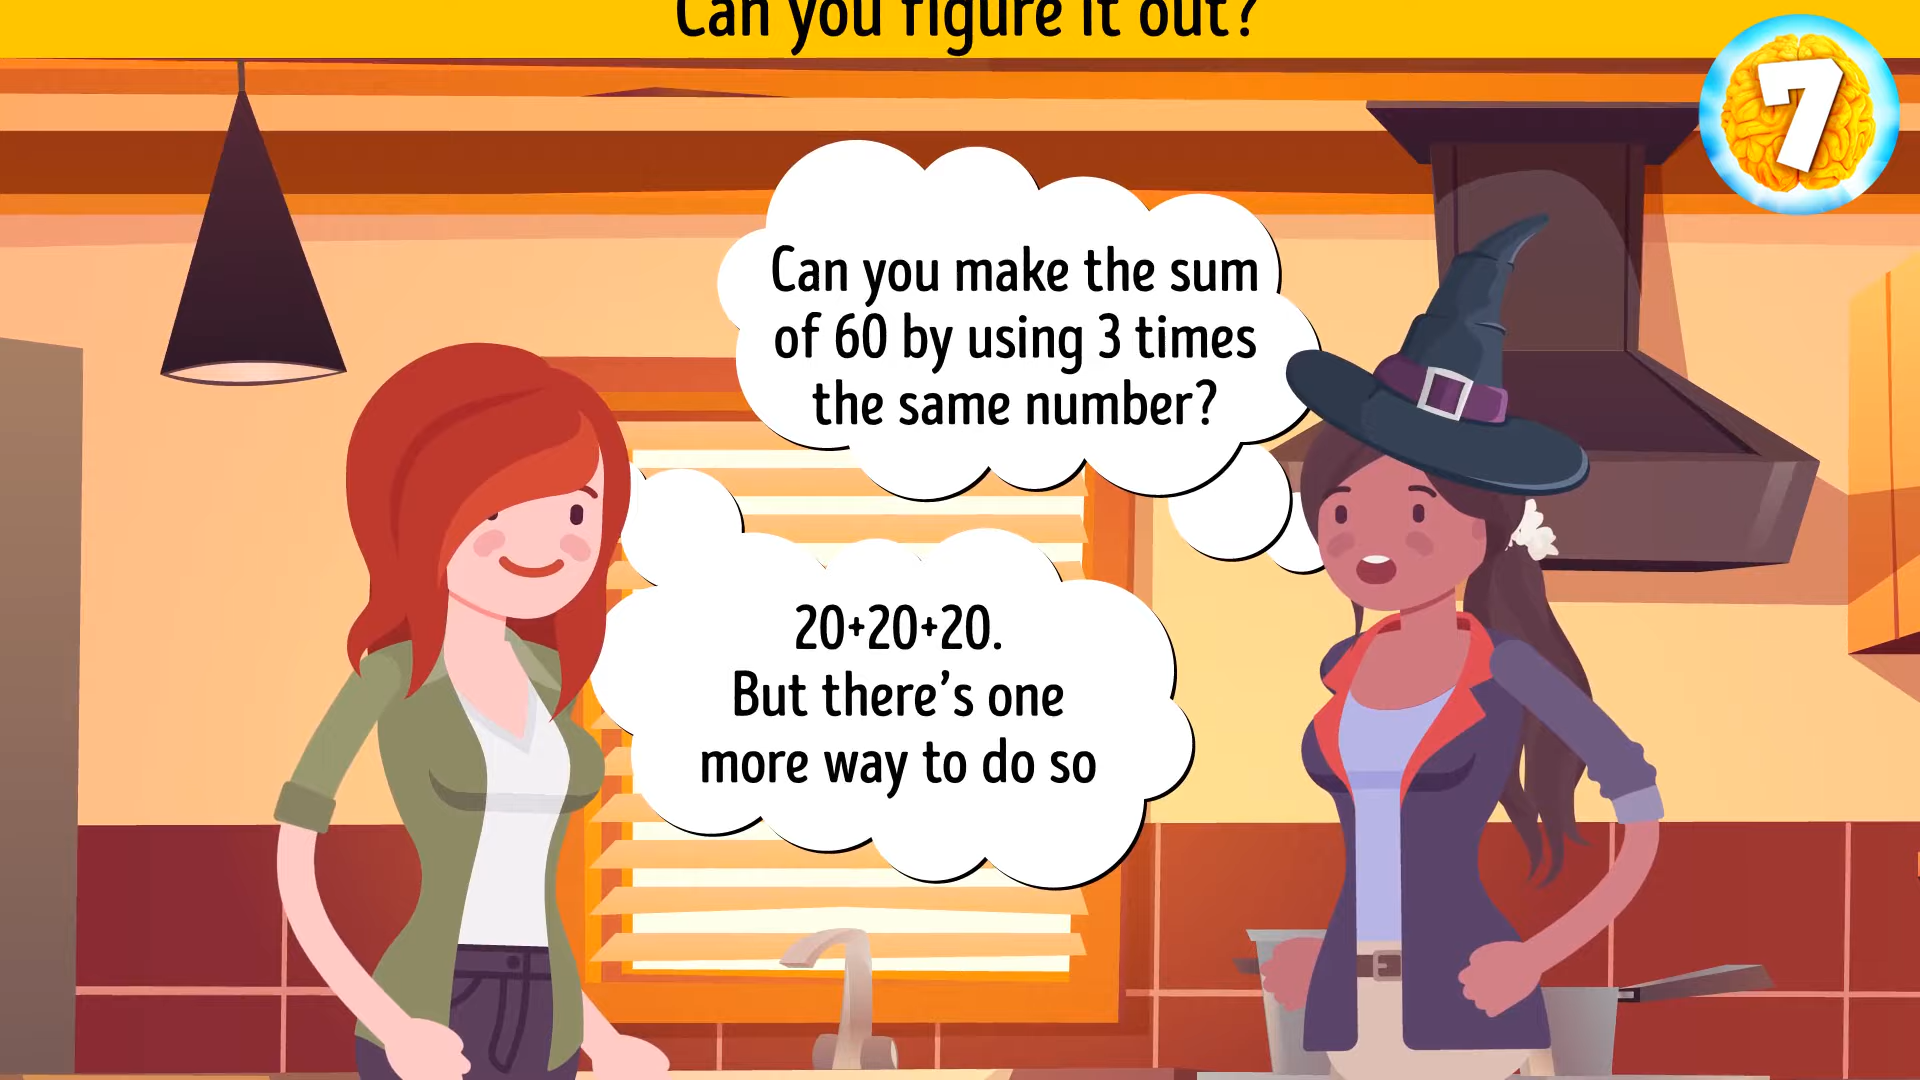 Can you figure it out?
7
Can you make the sum
of 60 by using 3 times
the same number?
20+20+20.
But there's one
more way to do so